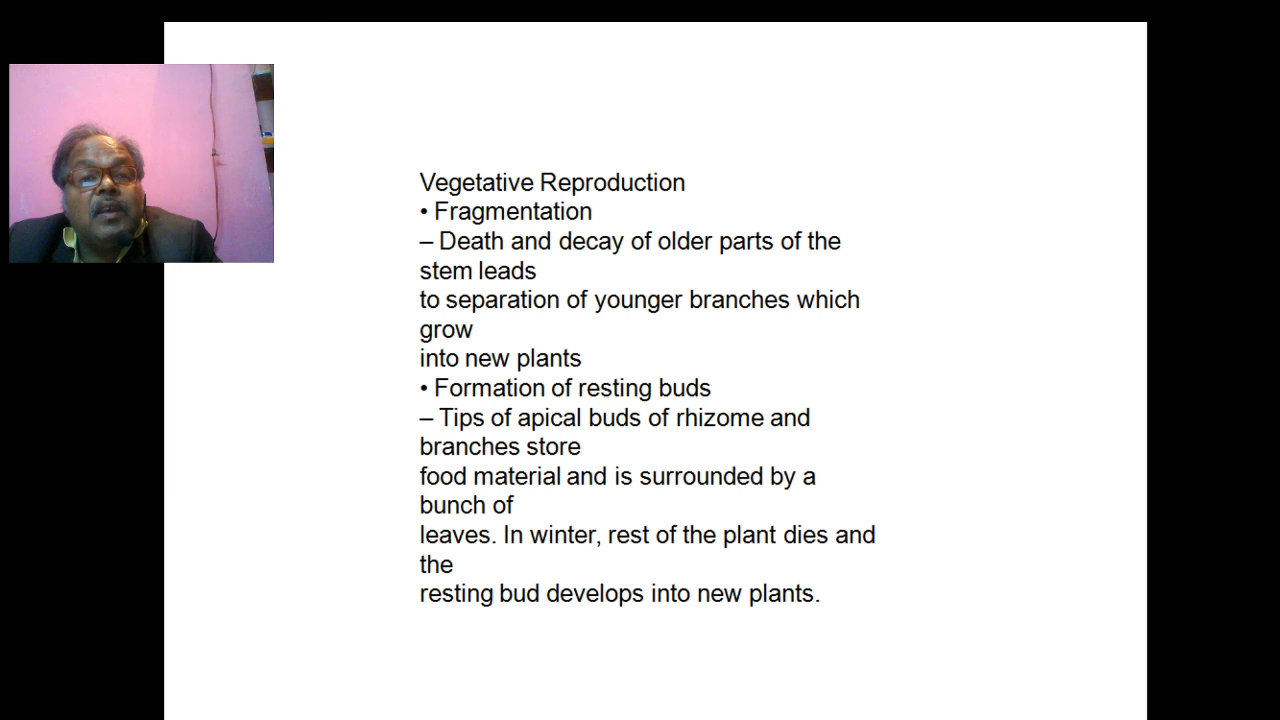 Vegetative Reproduction
• Fragmentation
– Death and decay of older parts of the
stem leads
to separation of younger branches which
grow
into new plants
• Formation of resting buds
– Tips of apical buds of rhizome and
branches store
food material and is surrounded by a
bunch of
leaves. In winter, rest of the plant dies and
the
resting bud develops into new plants.